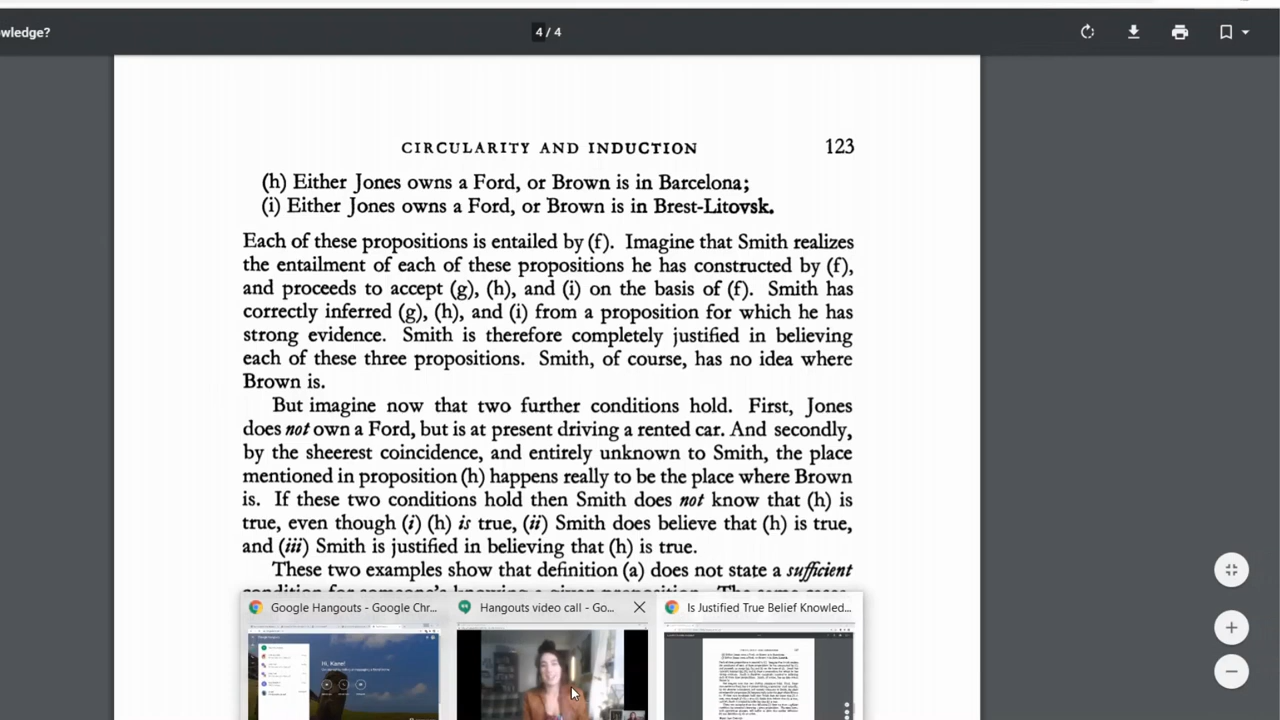 wledge?
4 / 4
CIRCULARITY AND INDUCTION 123
(h) Either Jones owns a Ford, or Brown is in Barcelona;
(i) Either Jones owns a Ford, or Brown is in Brest-Litovsk.
Each of these propositions is entailed by (f). Imagine that Smith realizes
the entailment of each of these propositions he has constructed by (f),
and proceeds to accept (g), (h), and (i) on the basis of (f). Smith has
correctly inferred (g), (h), and (i) from a proposition for which he has
strong evidence. Smith is therefore completely justified in believing
each of these three propositions. Smith, of course, has no idea where
Brown is.
But imagine now that two further conditions hold. First, Jones
does not own a Ford, but is at present driving a rented car. And secondly,
by the sheerest coincidence, and entirely unknown to Smith, the place
mentioned in proposition (h) happens really to be the place where Brown
is. If these two conditions hold then Smith does not know that (h) is
true, even though (i) (h) is true, (ii) Smith does believe that (h) is true,
and (iii) Smith is justified in believing that (h) is true.
These two examples show that definition (a) does not state a sufficient
Google Hangouts - Google Chr...
Hangouts video call - Go...
Is Justified True Belief Knowled...
Hi, Kane!